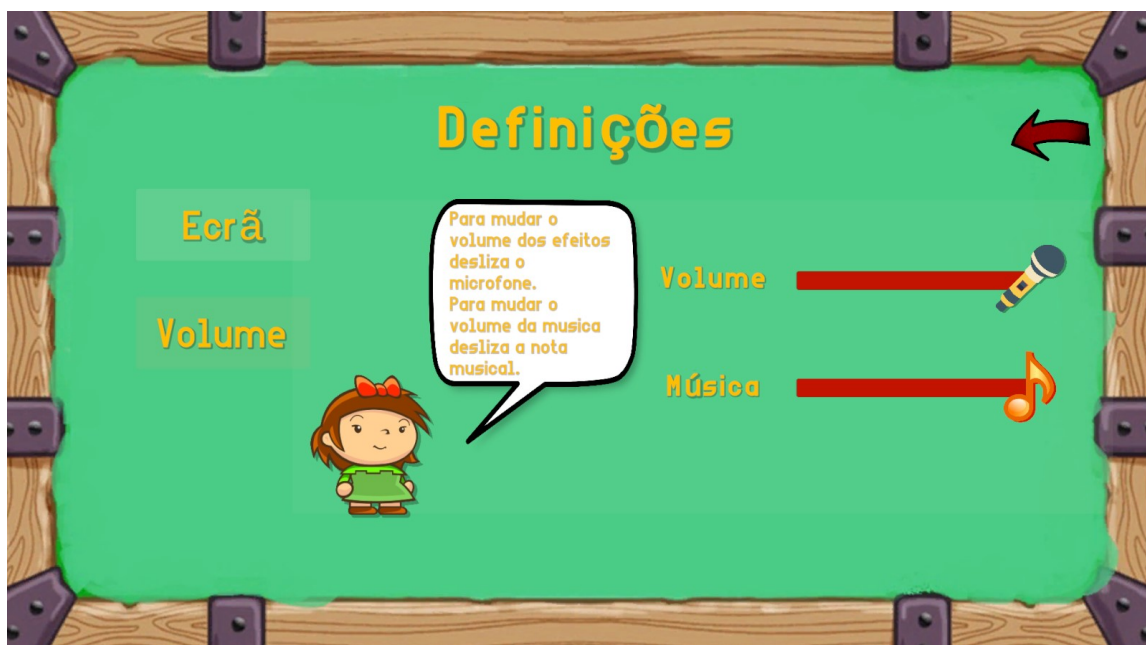 Definições
Ecrã
Volume
Para mudar o
volume dos efeitos
desliza o
microfone.
Para mudar o
volume da musica
desliza a nota
musical.
Volume
Música